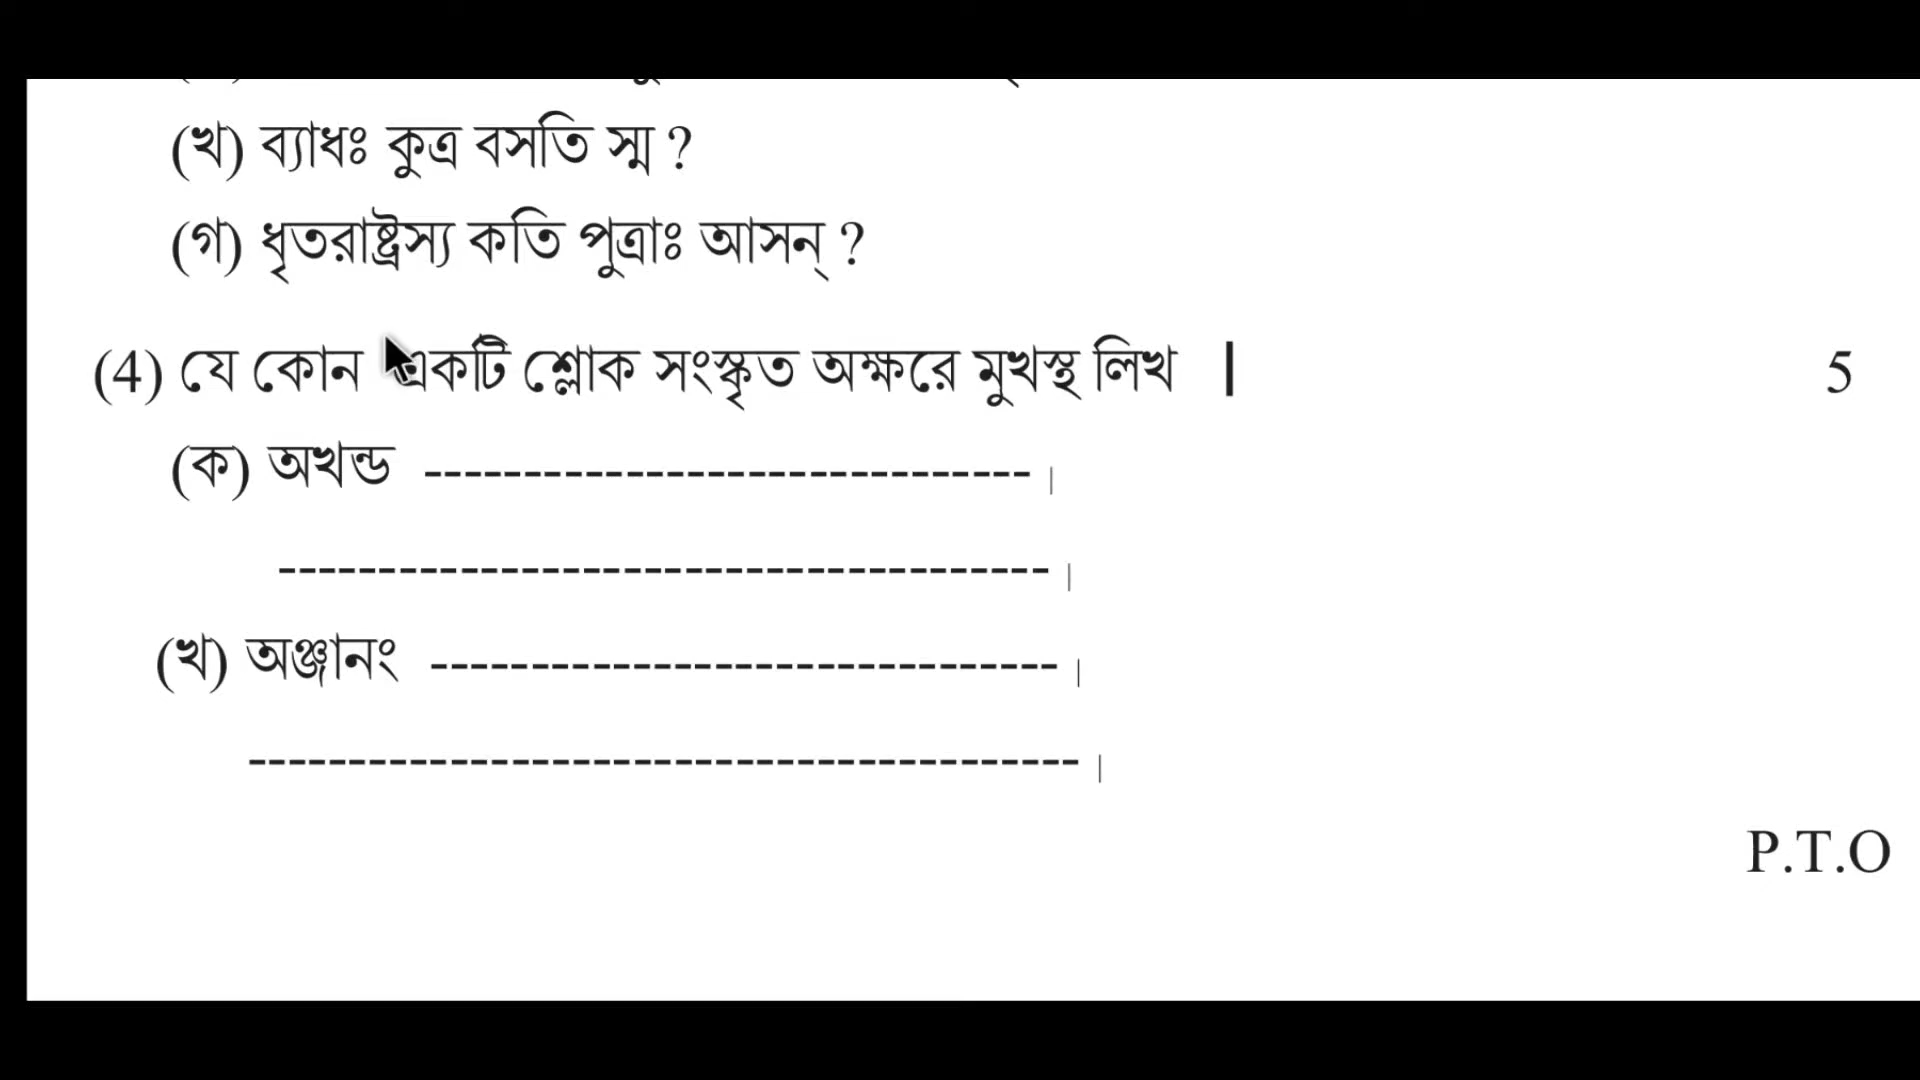 (খ) ব্যাধঃ কুত্র বসতি স্ম ?
(গ) ধৃতরাষ্ট্রস্য কতি পুত্রাঃ আসন্ ?
(4) যে কোন একটি শ্লোক সংস্কৃত অক্ষরে মুখস্থ লিখ | 5
(ক) অখন্ড ------------------------------ |
-------------------------------------- |
(খ) অঞ্জানং ------------------------------- |
----------------------------------------- |
P.T.O